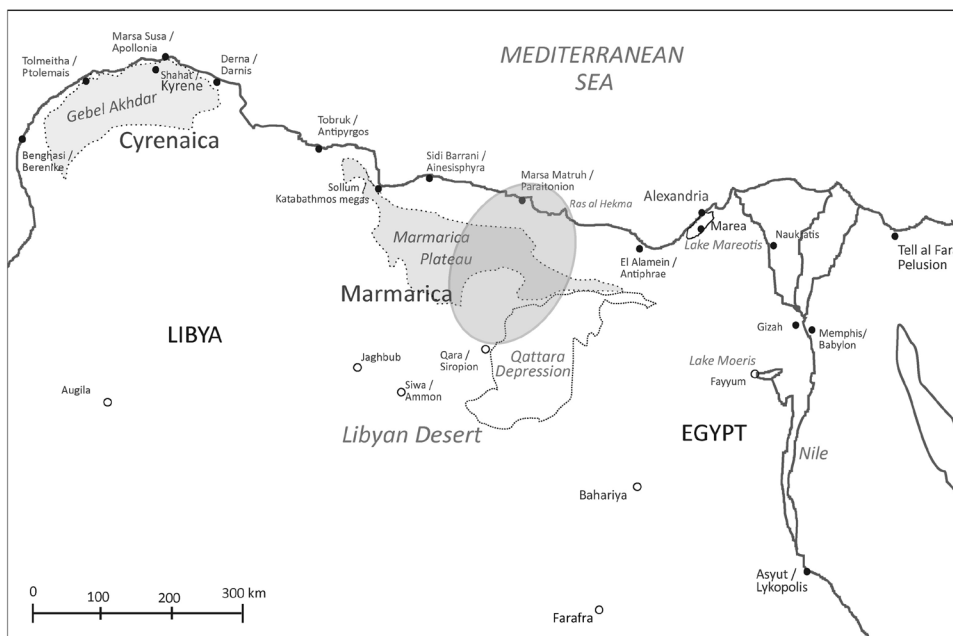 MEDITERRANEAN
SEA
Marsa Susa /
Apollonia
Tolmeitha /
Ptolemais
Derna /
Darnis
Shahat /
Kyrene
Gebel Akhdar
Cyrenaica
Benghasi /
Berenike
Tobruk /
Antipyrgos
Sidi Barrani /
Ainesisphyra
Marsa Matruh /
Paraitonion
Ras al Hekma
Sollum /
Katabathmos megas
Alexandria
Marea
Lake Mareotis
Naukratis
Tell al Far
Pelusion
Marmarica
Plateau
El Alamein /
Antiphrae
Marmarica
LIBYA
Gizah
Memphis/
Babylon
Jaghbub
Qara /
Siropion
Qattara
Depression
Lake Moeris
Fayyum
Augila
Siwa /
Ammon
Libyan Desert
EGYPT
Nile
Bahariya
Asyut /
Lykopolis
Farafra
0 100 200 300 km